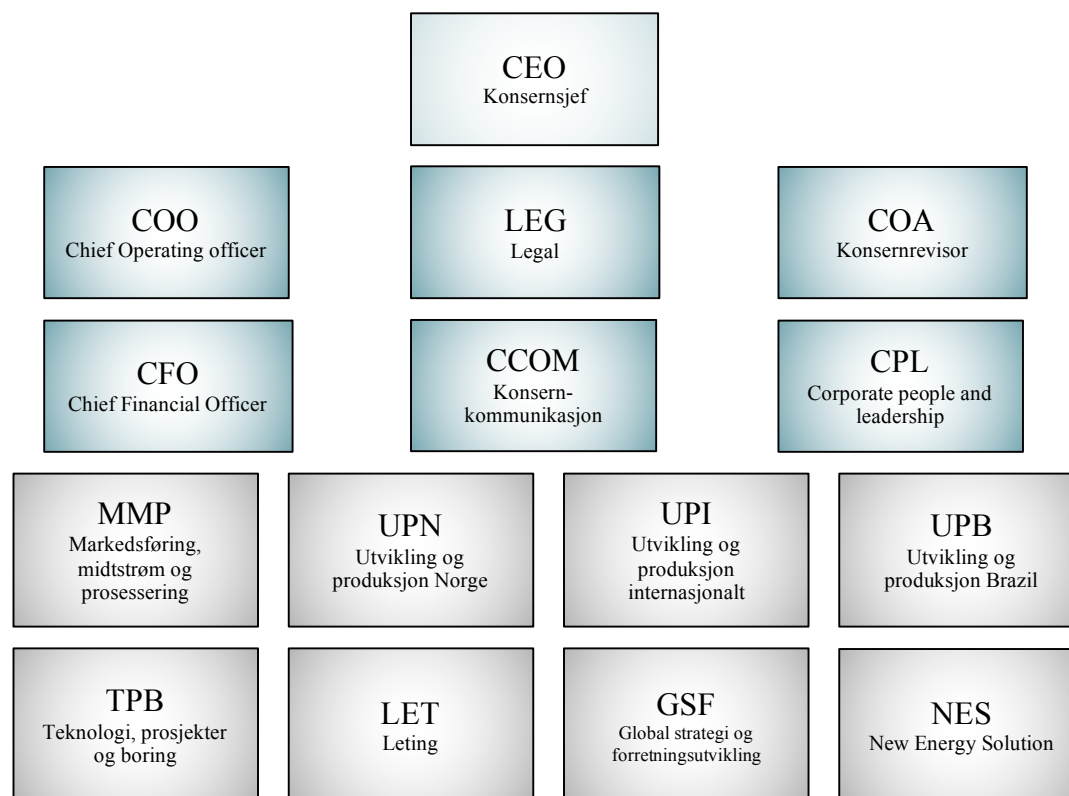 CEO
Konsernsjef
COO
Chief Operating officer
LEG
Legal
COA
Konsernrevisor
CFO
Chief Financial Officer
CCOM
Konsern-
kommunikasjon
CPL
Corporate people and
leadership
MMP
Markedsføring,
midtstrøm og
prosessering
UPN
Utvikling og
produksjon Norge
UPI
Utvikling og
produksjon
internasjonalt
UPB
Utvikling og
produksjon Brazil
TPB
Teknologi, prosjekter
og boring
LET
Leting
GSF
Global strategi og
forretningsutvikling
NES
New Energy Solution